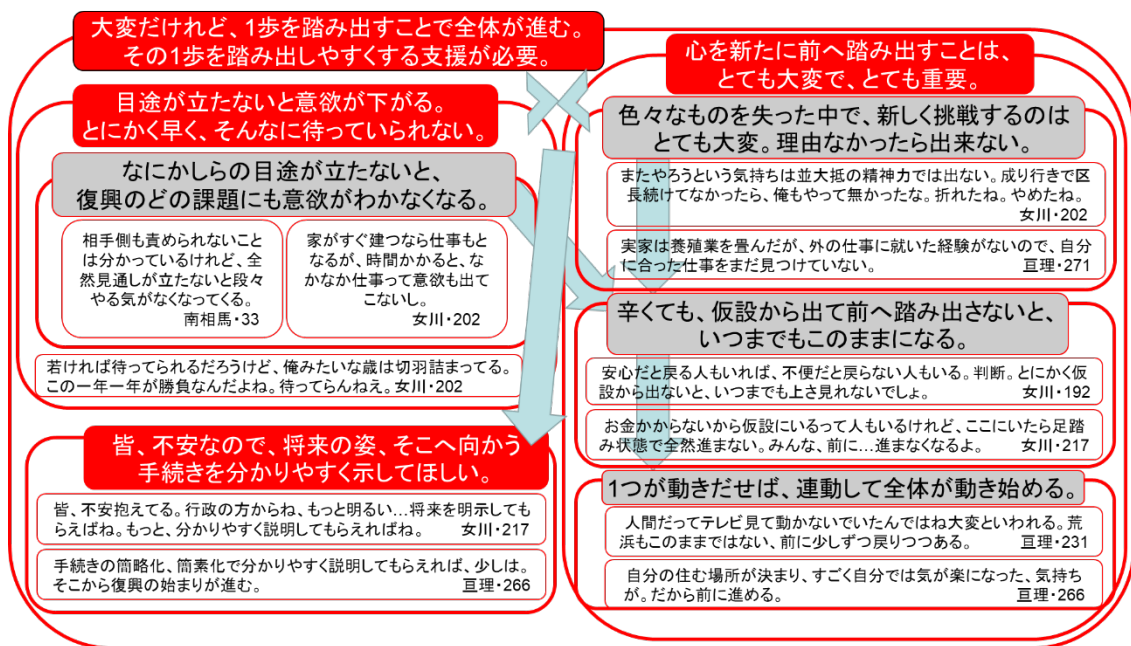 大変だけれど、1歩を踏み出すことで全体が進む。
その1歩を踏み出しやすくする支援が必要。
目途が立たないと意欲が下がる。
とにかく早く、そんなに待っていられない。
なにかしらの目途が立たないと、
復興のどの課題にも意欲がわかなくなる。
相手側も責められないこと
は分かっているけれど、全
然見通しが立たないと段々
やる気がなくなってくる。
南相馬・33
家がすぐ建つなら仕事もと
なるが、時間かかると、な
かなか仕事って意欲も出て
こないし。
女川・202
若ければ待ってられるだろうけど、俺みたいな歳は切羽詰まってる。
この一年一年が勝負なんだよね。待ってらんねえ。女川・202
皆、不安なので、将来の姿、そこへ向かう
手続きを分かりやすく示してほしい。
皆、不安抱えてる。行政の方からね、もっと明るい…将来を明示しても
らえばね。もっと、分かりやすく説明してもらえればね。 女川・217
手続きの簡略化、簡素化で分かりやすく説明してもらえれば、少しは。
そこから復興の始まりが進む。 亘理・266
心を新たに前へ踏み出すことは、
とても大変で、とても重要。
色々なものを失った中で、新しく挑戦するのは
とても大変。理由なかったら出来ない。
またやろうという気持ちは並大抵の精神力では出ない。成り行きで区
長続けてなかったら、俺もやって無かったな。折れたね。やめたね。
女川・202
実家は養殖業を畳んだが、外の仕事に就いた経験がないので、自分
に合った仕事をまだ見つけていない。 亘理・271
辛くても、仮設から出て前へ踏み出さないと、
いつまでもこのままになる。
安心だと戻る人もいれば、不便だと戻らない人もいる。判断。とにかく仮
設から出ないと、いつまでも上さ見れないでしょ。 女川・192
お金かからないから仮設にいるって人もいるけれど、ここにいたら足踏
み状態で全然進まない。みんな、前に…進まなくなるよ。 女川・217
1つが動きだせば、連動して全体が動き始める。
人間だってテレビ見て動かないでいたんではね大変といわれる。荒
浜もこのままではない、前に少しずつ戻りつつある。 亘理・231
自分の住む場所が決まり、すごく自分では気が楽になった、気持ち
が。だから前に進める。 亘理・266